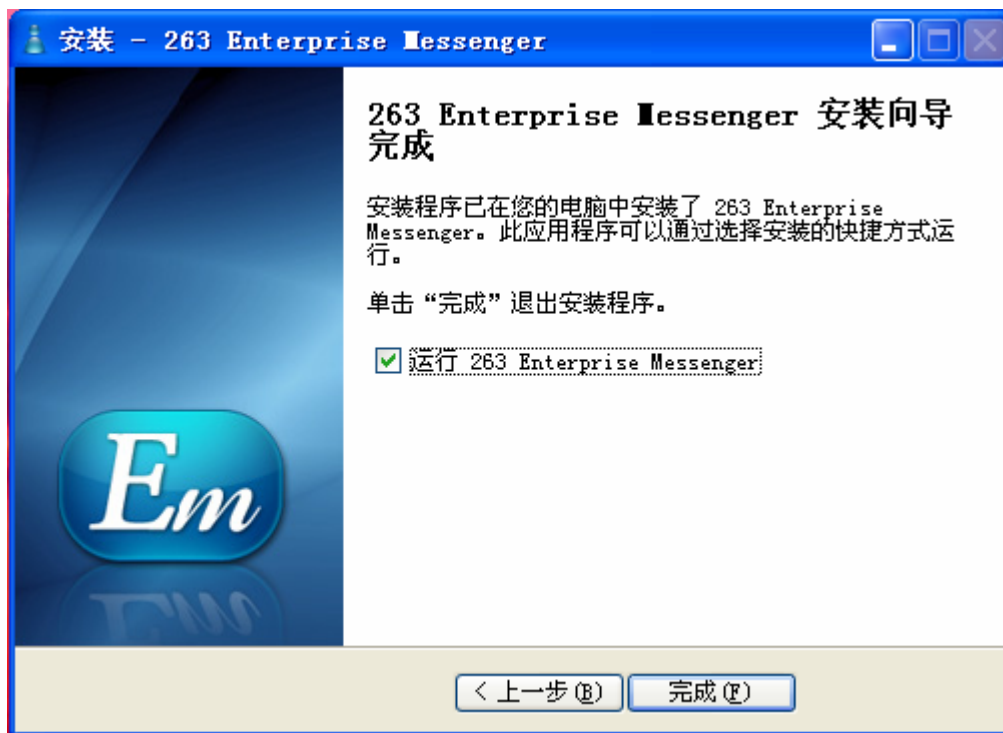 安装 - 263 Enterprise Messenger
263 Enterprise Messenger 安装向导
完成
安装程序已在您的电脑中安装了 263 Enterprise
Messenger。此应用程序可以通过选择安装的快捷方式运
行。
单击“完成”退出安装程序。
运行 263 Enterprise Messenger
Em
< 上一步(B)
完成(F)